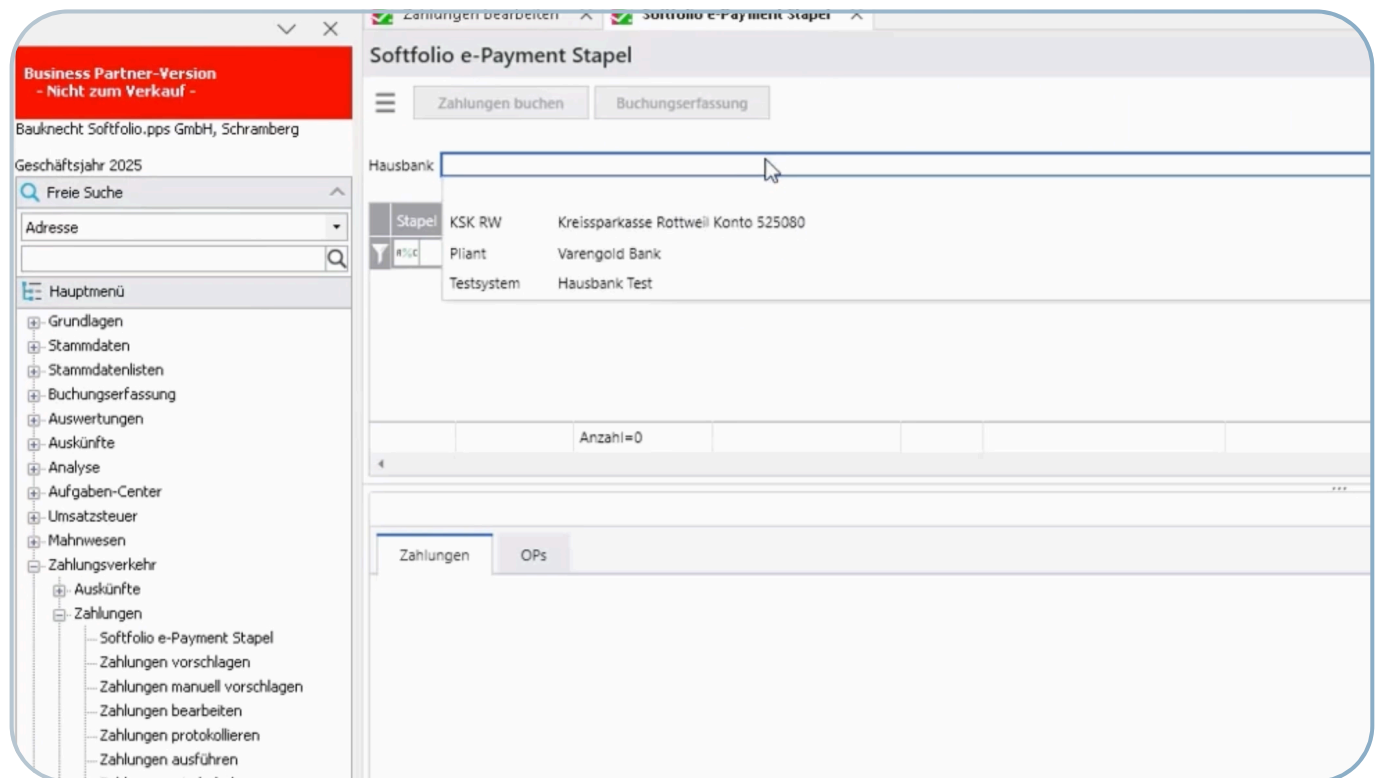 Zahlungen bearbeiten
Softfolio e-Payment Stapel
Softfolio e-Payment Stapel
Business Partner-Version
- Nicht zum Verkauf -
Zahlungen buchen
Buchungserfassung
Bauknecht Softfolio.pps GmbH, Schramberg
Geschäftsjahr 2025
Hausbank
Freie Suche
Adresse
Stapel
KSK RW Kreissparkasse Rottweil Konto 525080
Pliant Varengold Bank
Testsystem Hausbank Test
Hauptmenü
Grundlagen
Stammdaten
Stammdatenlisten
Buchungserfassung
Auswertungen
Auskünfte
Analyse
Aufgaben-Center
Umsatzsteuer
Mahnwesen
Zahlungsverkehr
Auskünfte
Zahlungen
Softfolio e-Payment Stapel
Zahlungen vorschlagen
Zahlungen manuell vorschlagen
Zahlungen bearbeiten
Zahlungen protokollieren
Zahlungen ausführen
Anzahl=0
Zahlungen
OPs